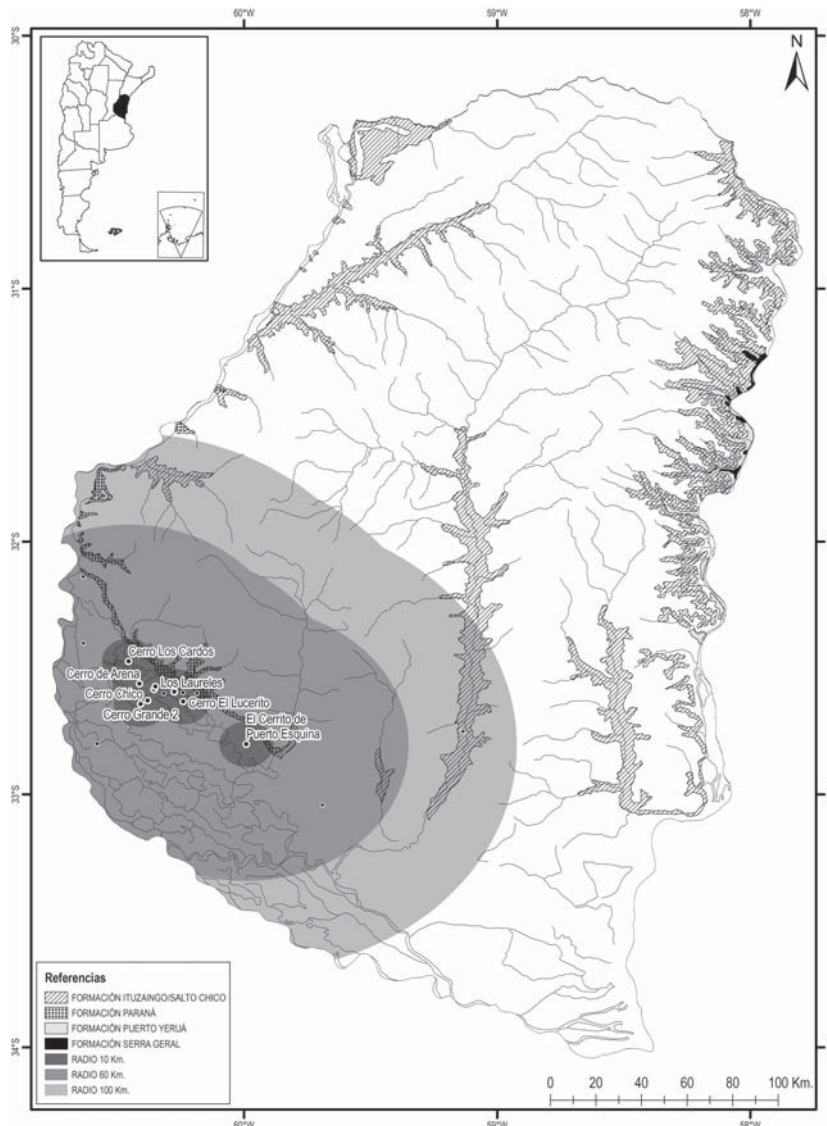 60°W
59°W
58°W
30°S
N
31°S
32°S
Cerro Los Cardos
Cerro de Arena
Los Laureles
Cerro Chico
Cerro El Lucerito
Cerro Grande 2
El Cerrito de
Puerto Esquina
33°S
Referencias
FORMACIÓN ITUZAINGO/SALTO CHICO
FORMACIÓN PARANÁ
FORMACIÓN PUERTO YERUÁ
FORMACIÓN SERRA GERAL
RADIO 10 Km.
RADIO 60 Km.
RADIO 100 Km.
34°S
0 20 40 60 80 100 Km.
60°W
59°W
58°W